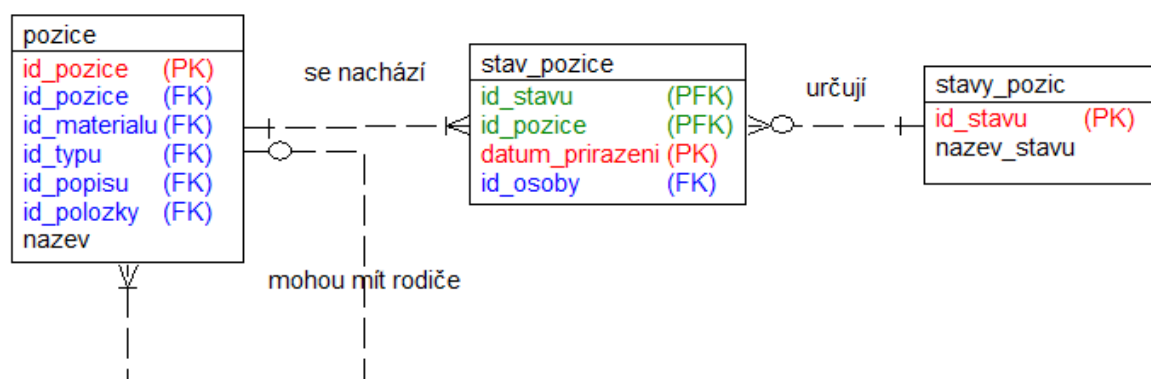 pozice
id_pozice (PK)
id_pozice (FK)
id_materialu (FK)
id_typu (FK)
id_popisu (FK)
id_polozky (FK)
nazev
se nachází
mohou mít rodiče
stav_pozice
id_stavu (PFK)
id_pozice (PFK)
datum_prirazeni (PK)
id_osoby (FK)
určují
stavy_pozic
id_stavu (PK)
nazev_stavu